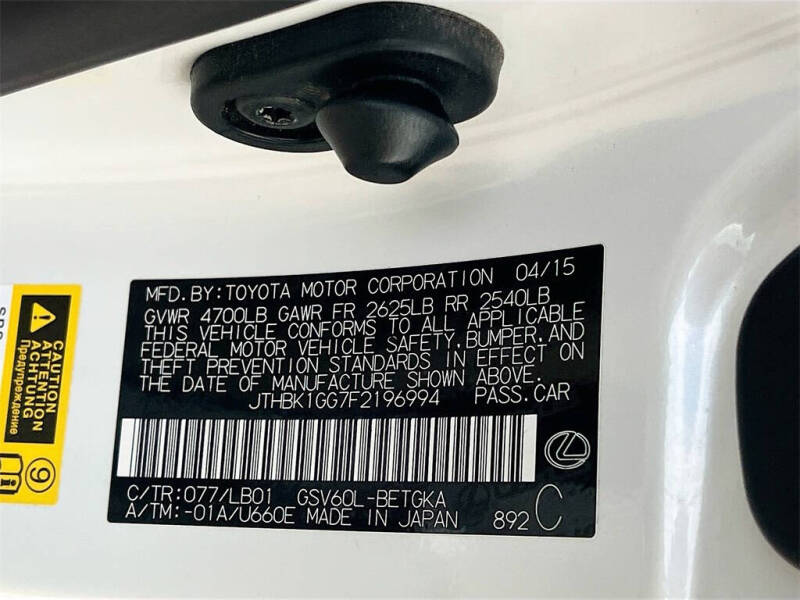 MFD.BY:TOYOTA MOTOR CORPORATION 04/15
GVWR 4700LB GAWR FR 2625LB RR 2540LB
THIS VEHICLE CONFORMS TO ALL APPLICABLE
FEDERAL MOTOR VEHICLE SAFETY,BUMPER,AND
THEFT PREVENTION STANDARDS IN EFFECT ON
THE DATE OF MANUFACTURE SHOWN ABOVE.
JTHBK1GG7F2196994 PASS.CAR
C/TR:077/LB01 GSV60L-BETGKA
A/TM:-01A/U660E MADE IN JAPAN 892 C
CAUTION
ATTENTION
ACHTUNG
Предупреждение
9